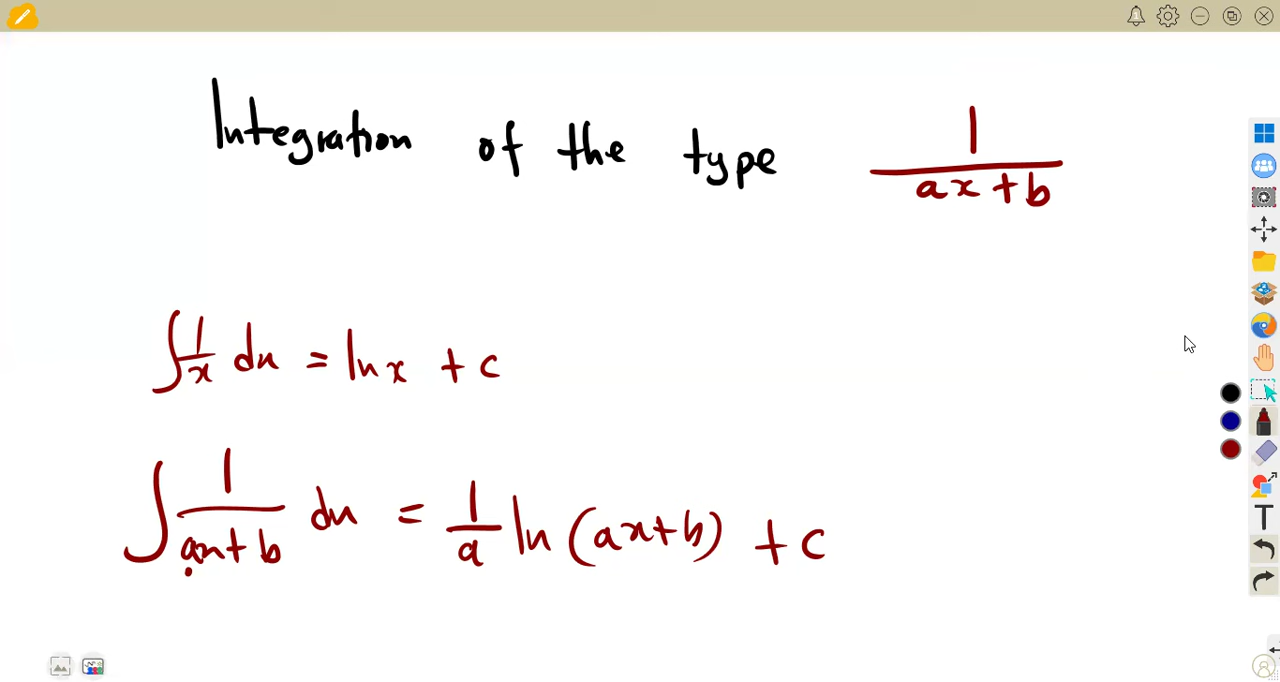 Integration of the type 1/(ax+b)
∫ 1/x dx = ln x + c
∫ 1/(ax+b) dx = 1/a ln (ax+b) + c
T